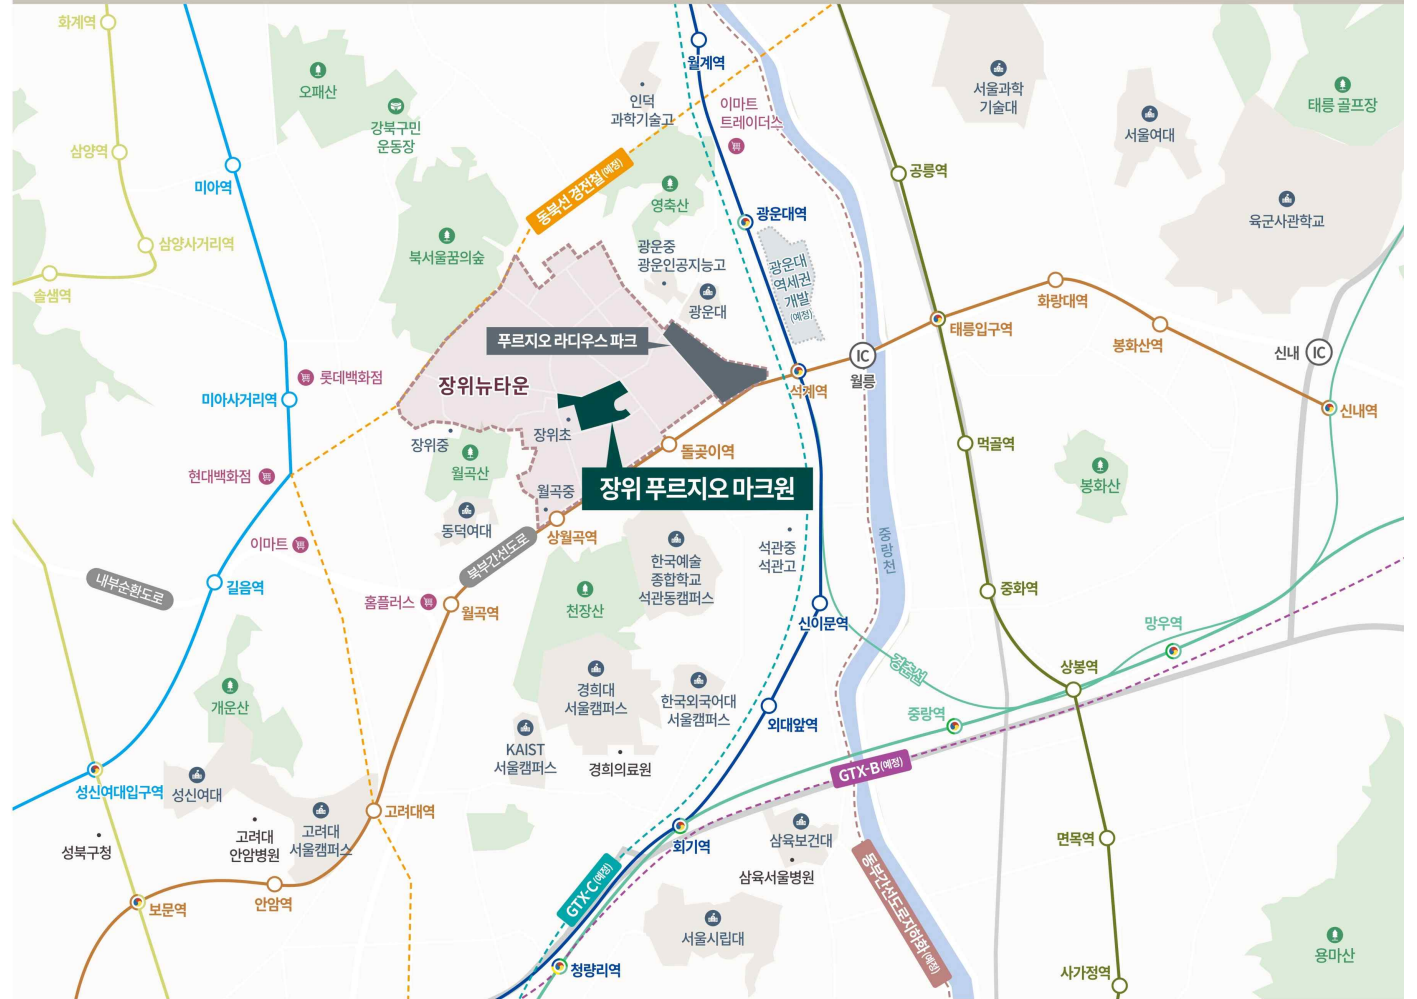 화계역
월계역
오패산
인덕
과학기술고
이마트
트레이더스
서울과학
기술대
태릉 골프장
강북구민
운동장
서울여대
삼양역
미아역
동북선 경전철(예정)
영축산
공릉역
육군사관학교
광운대역
삼양사거리역
북서울꿈의숲
광운중
광운인공지능고
광운대
역세권
개발
(예정)
솔샘역
광운대
화랑대역
푸르지오 라디우스 파크
태릉입구역
봉화산역
IC
월릉
신내
IC
롯데백화점
장위뉴타운
석계역
미아사거리역
신내역
장위중
장위초
돌곶이역
먹골역
월곡산
현대백화점
월곡중
장위 푸르지오 마크원
봉화산
동덕여대
상월곡역
이마트
북부간선도로
한국예술
종합학교
석관동캠퍼스
석관중
석관고
중랑천
내부순환도로
길음역
홈플러스
월곡역
천장산
중화역
신이문역
망우역
경춘선
상봉역
개운산
경희대
서울캠퍼스
한국외국어대
서울캠퍼스
외대앞역
중랑역
KAIST
서울캠퍼스
경희의료원
GTX-B(예정)
성신여대입구역
성신여대
고려대역
성북구청
고려대
안암병원
고려대
서울캠퍼스
회기역
삼육보건대
면목역
삼육서울병원
GTX-C(예정)
동부간선도로지하화(예정)
보문역
안암역
서울시립대
용마산
청량리역
사가정역